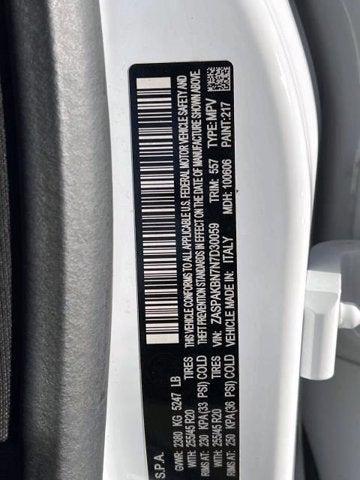 S.P.A.
GVWR: 2380 KG 5247 LB
WITH: 255/45 R20 TIRES
RIMS AT: 230 KPA(33 PSI) COLD
WITH: 255/45 R20 TIRES
RIMS AT: 250 KPA(36 PSI) COLD
THIS VEHICLE CONFORMS TO ALL APPLICABLE U.S. FEDERAL MOTOR VEHICLE SAFETY AND
THEFT PREVENTION STANDARDS IN EFFECT ON THE DATE OF MANUFACTURE SHOWN ABOVE.
VIN: ZASPAKBN7N7D30059 TRIM: 557 TYPE: MPV
VEHICLE MADE IN: ITALY MDH: 100606 PAINT: 217